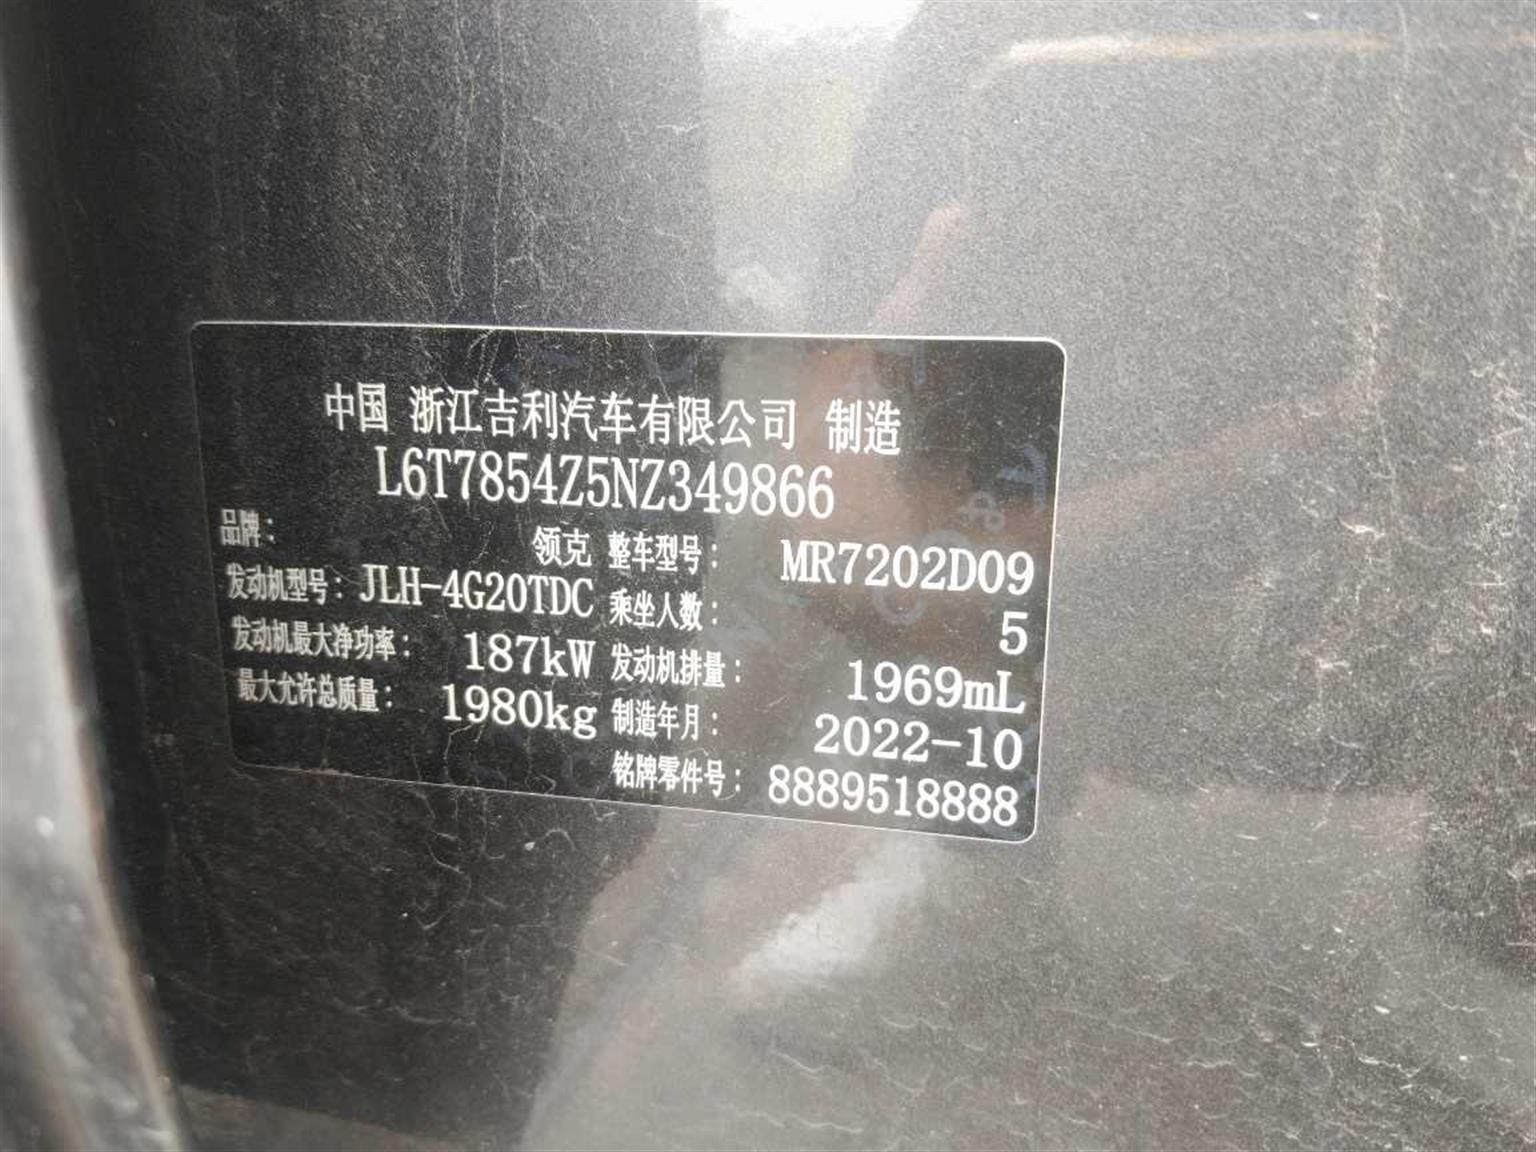 中国 浙江吉利汽车有限公司 制造
L6T7854Z5NZ349866
品牌： 领克 整车型号： MR7202D09
发动机型号：JLH-4G20TDC 乘坐人数： 5
发动机最大净功率： 187kW 发动机排量： 1969mL
最大允许总质量： 1980kg 制造年月： 2022-10
铭牌零件号： 8889518888